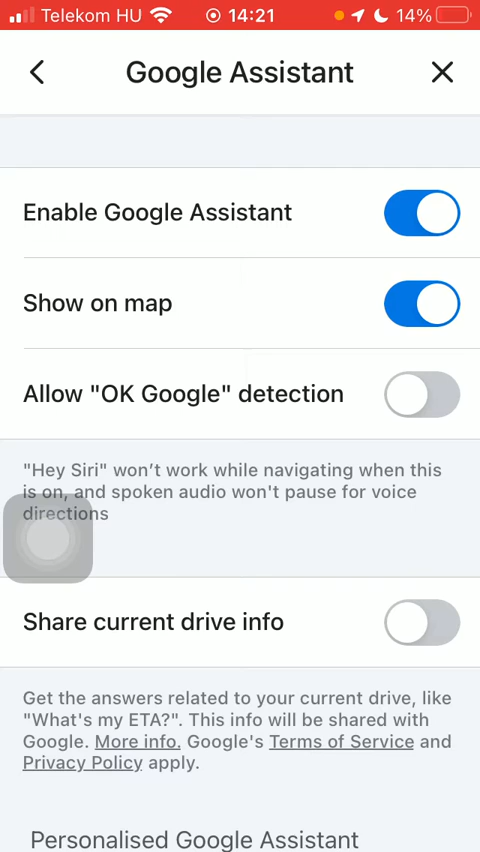 Telekom HU 14:21 14%
Google Assistant
Enable Google Assistant
Show on map
Allow "OK Google" detection
"Hey Siri" won't work while navigating when this
is on, and spoken audio won't pause for voice
directions
Share current drive info
Get the answers related to your current drive, like
"What's my ETA?". This info will be shared with
Google. More info. Google's Terms of Service and
Privacy Policy apply.
Personalised Google Assistant